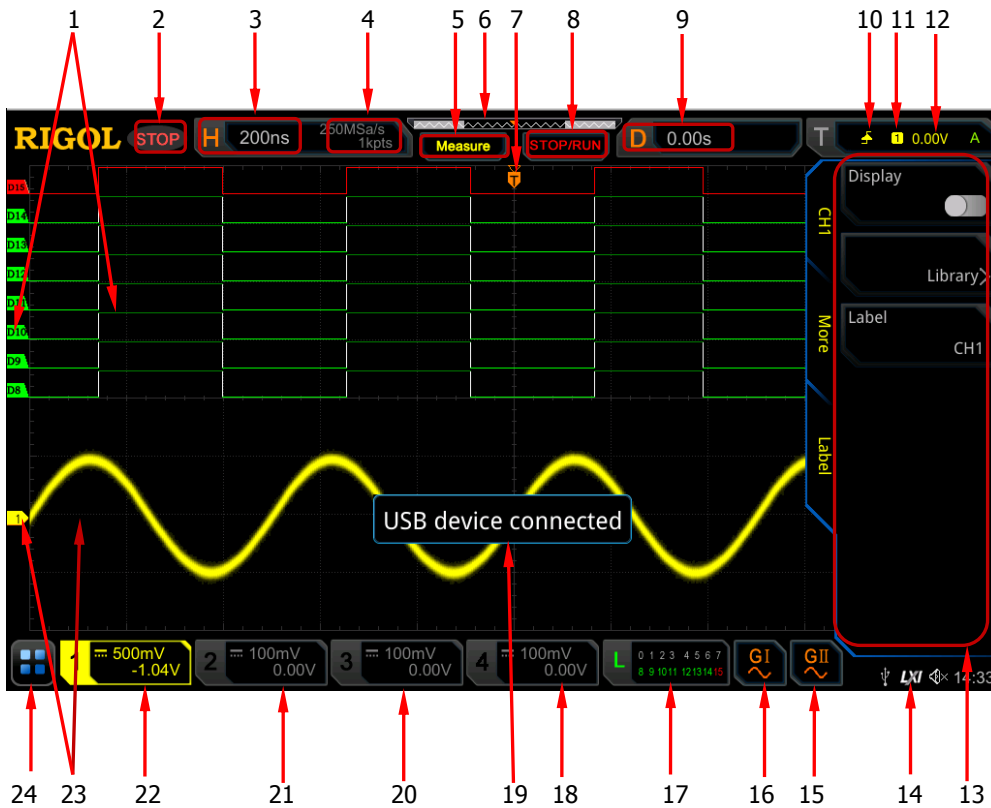 1 2 3 4 5 6 7 8 9 10 11 12
RIGOL STOP H 200ns 250MSa/s 1kpts Measure STOP/RUN D 0.00s T 1 0.00V A
T
D15
D14
D13
D12
D11
D10
D9
D8
CH1
More
Label
Display
Library
Label
CH1
1
USB device connected
1 500mV -1.04V
2 100mV 0.00V
3 100mV 0.00V
4 100mV 0.00V
L 0 1 2 3 4 5 6 7
8 9 10 11 12 13 14 15
GI
GII
LXI 14:33
24 23 22 21 20 19 18 17 16 15 14 13